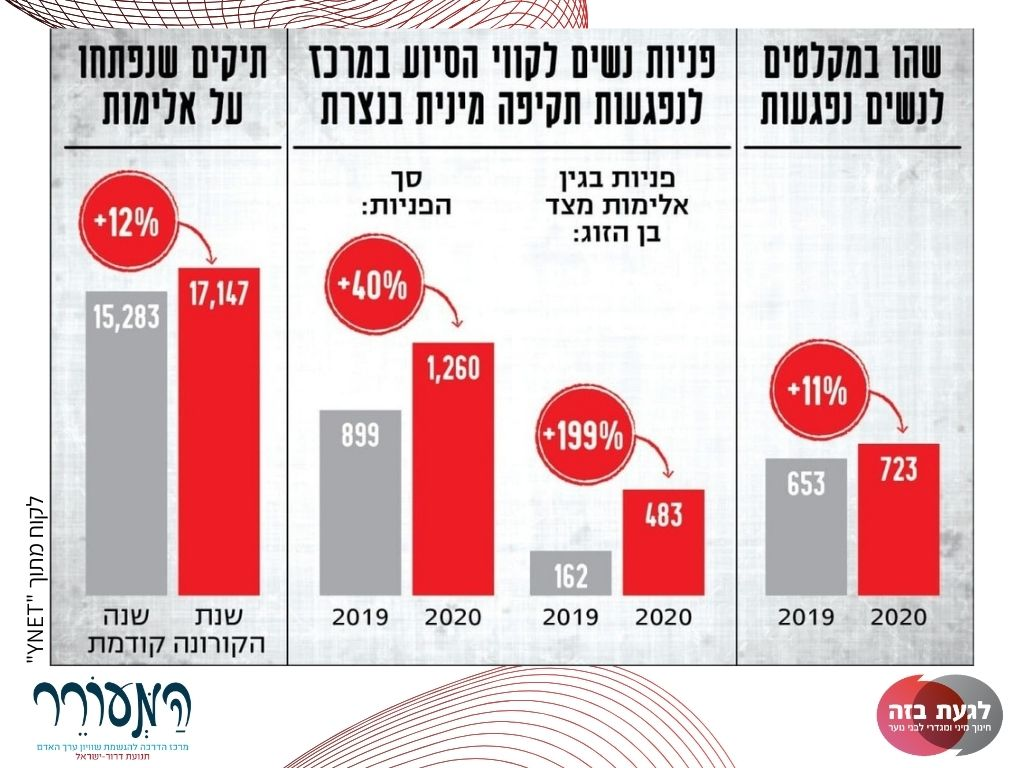 שהו במקלטים
לנשים נפגעות
+11%
653
723
2019
2020
פניות נשים לקווי הסיוע במרכז
לנפגעות תקיפה מינית בנצרת
סך
הפניות:
+40%
899
1,260
2019
2020
פניות בגין
אלימות מצד
בן הזוג:
+199%
162
483
2019
2020
תיקים שנפתחו
על אלימות
+12%
15,283
17,147
שנה
קודמת
שנת
הקורונה
לקוח מתוך "YNET"
הַמְּעוֹרֵר
מרכז הדרכה להגשמת שוויון ערך האדם
תנועת דרור-ישראל
לגעת בזה
חינוך מיני ומגדרי לבני נוער